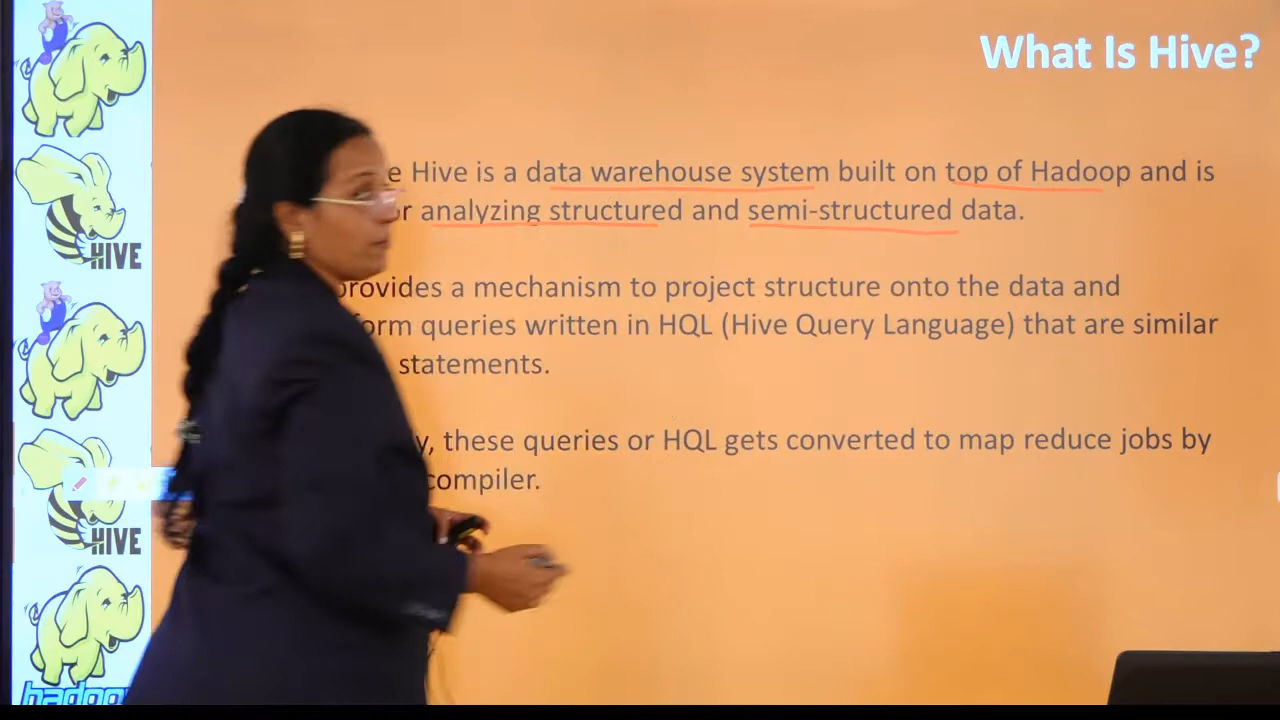 What Is Hive?
e Hive is a data warehouse system built on top of Hadoop and is
or analyzing structured and semi-structured data.
provides a mechanism to project structure onto the data and
form queries written in HQL (Hive Query Language) that are similar
statements.
y, these queries or HQL gets converted to map reduce jobs by
compiler.
HIVE
HIVE
hadoop